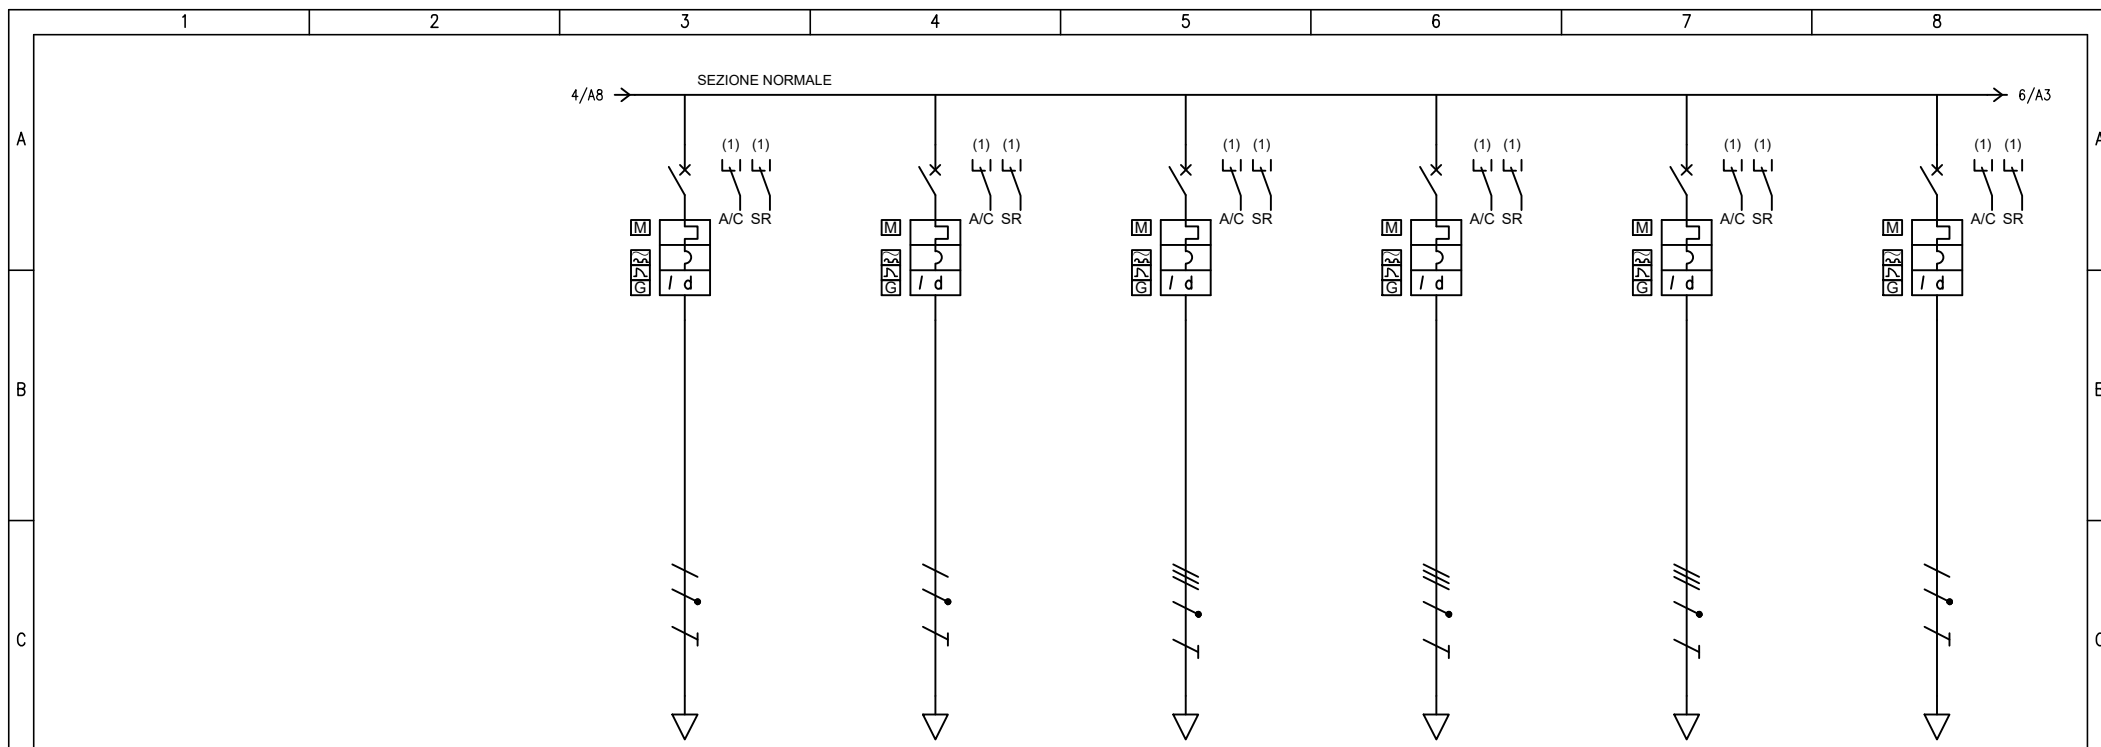 1 2 3 4 5 6 7 8
SEZIONE NORMALE
4/A8 6/A3
A A
(1) (1) (1) (1) (1) (1) (1) (1) (1) (1) (1) (1)
A/C SR A/C SR A/C SR A/C SR A/C SR A/C SR
M M M M M M
G I d G I d G I d G I d G I d G I d
B
C